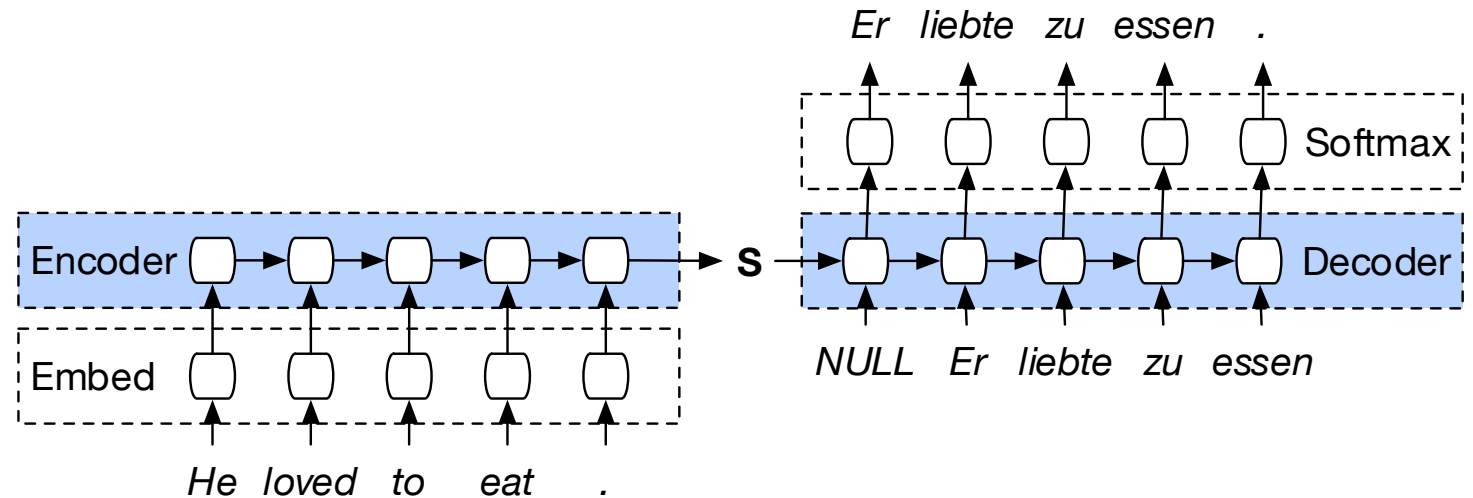 Er liebte zu essen .
Softmax
Encoder
S
Decoder
Embed
NULL Er liebte zu essen
He loved to eat .